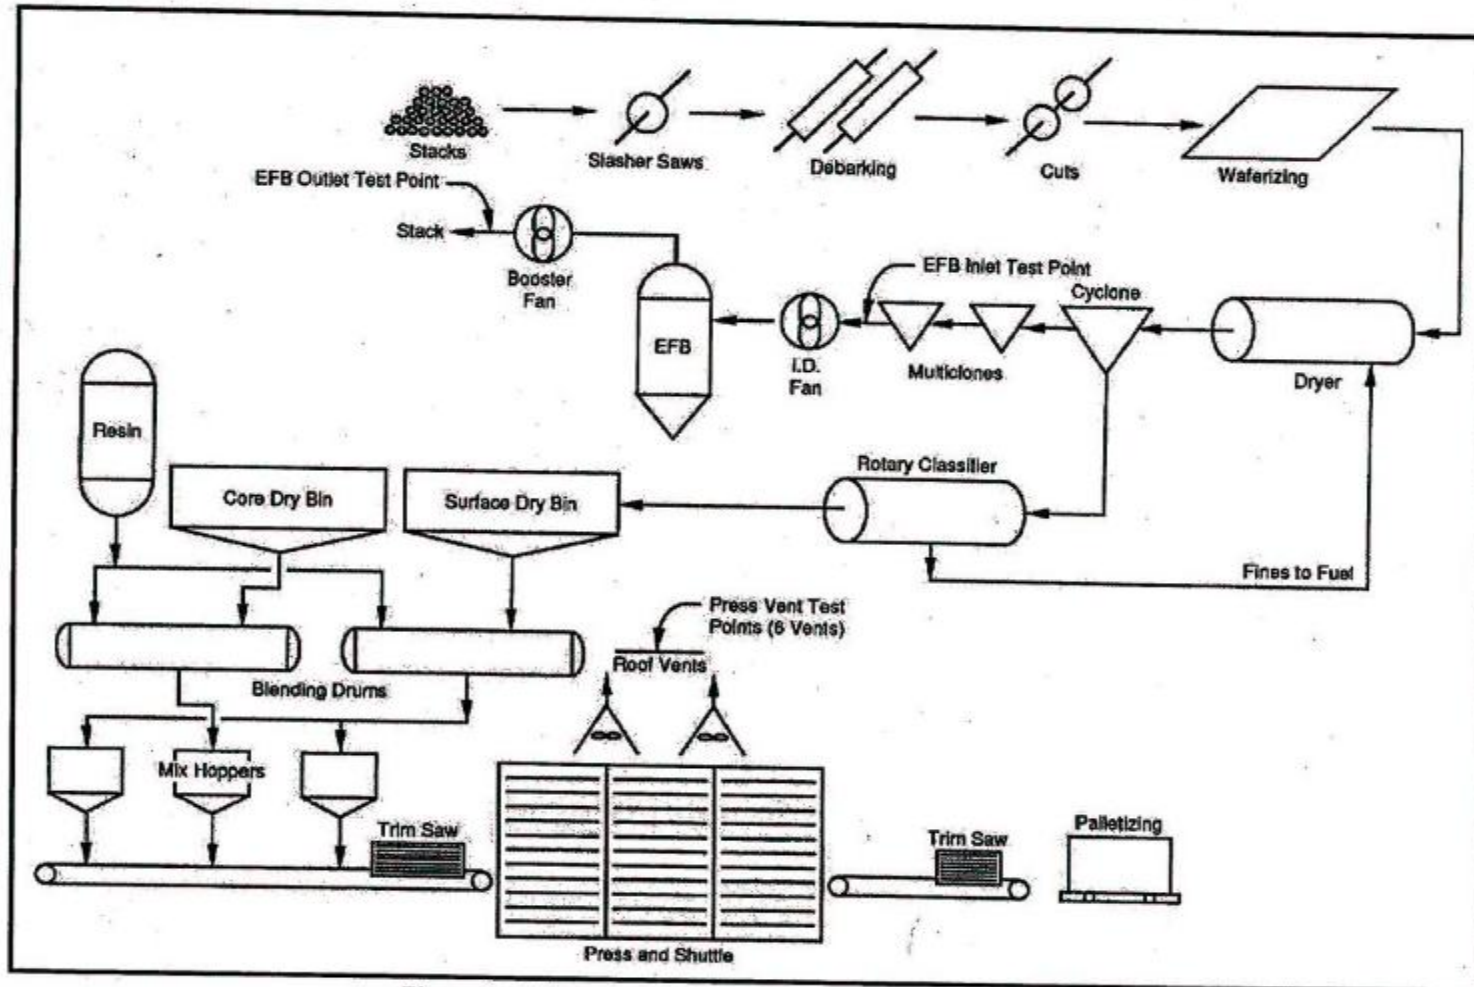 Stacks
Slasher Saws
Debarking
Cuts
Waferizing
EFB Outlet Test Point
Stack
Booster
Fan
EFB
I.D.
Fan
EFB Inlet Test Point
Multiclones
Cyclone
Dryer
Resin
Core Dry Bin
Surface Dry Bin
Rotary Classifier
Fines to Fuel
Blending Drums
Press Vent Test
Points (6 Vents)
Roof Vents
Mix Hoppers
Trim Saw
Press and Shuttle
Trim Saw
Palletizing